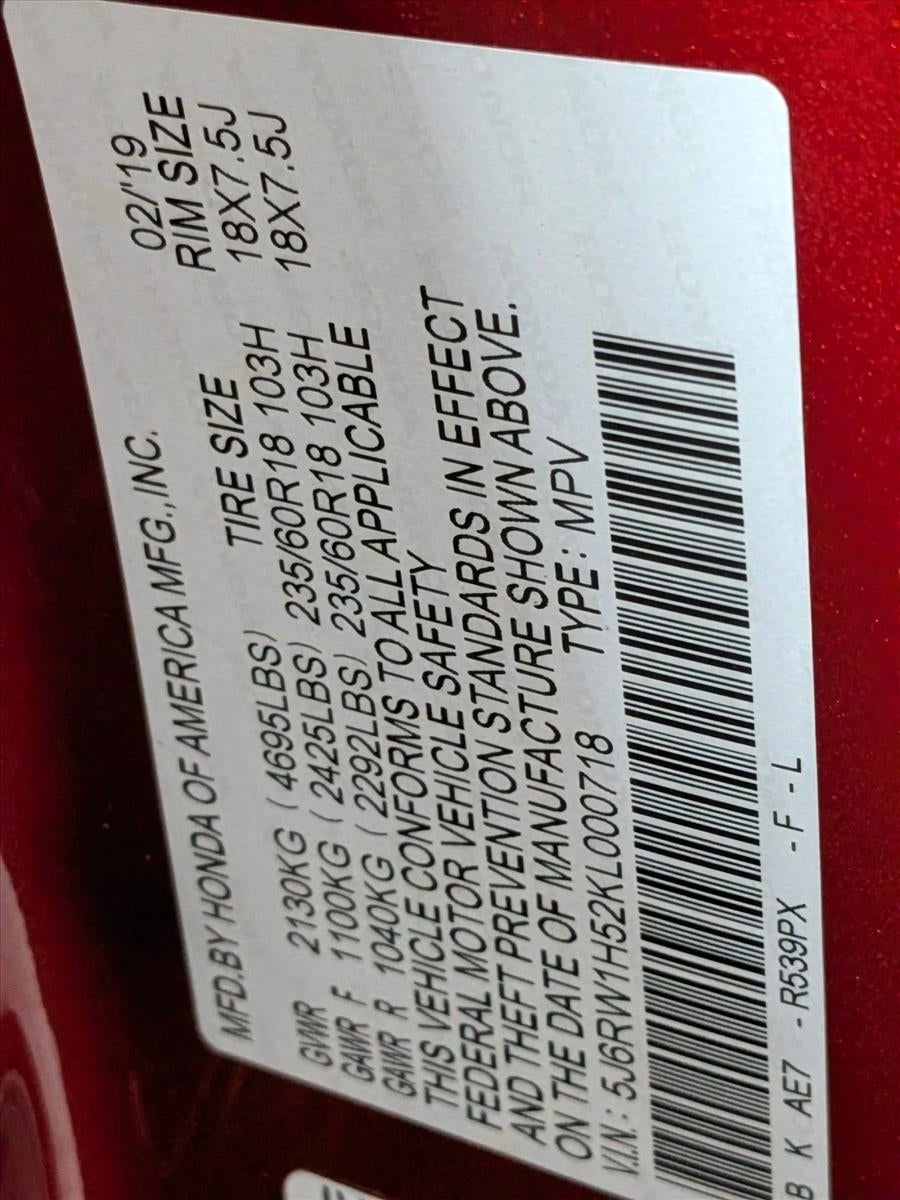 MFD.BY HONDA OF AMERICA MFG.,INC. 02/'19
TIRE SIZE RIM SIZE
GVWR 2130KG ( 4695LBS)
GAWR F 1100KG ( 2425LBS) 235/60R18 103H 18X7.5J
GAWR R 1040KG ( 2292LBS) 235/60R18 103H 18X7.5J
THIS VEHICLE CONFORMS TO ALL APPLICABLE
FEDERAL MOTOR VEHICLE SAFETY
AND THEFT PREVENTION STANDARDS IN EFFECT
ON THE DATE OF MANUFACTURE SHOWN ABOVE.
V.I.N.: 5J6RW1H52KL000718 TYPE: MPV
B K AE7 - R539PX - F - L